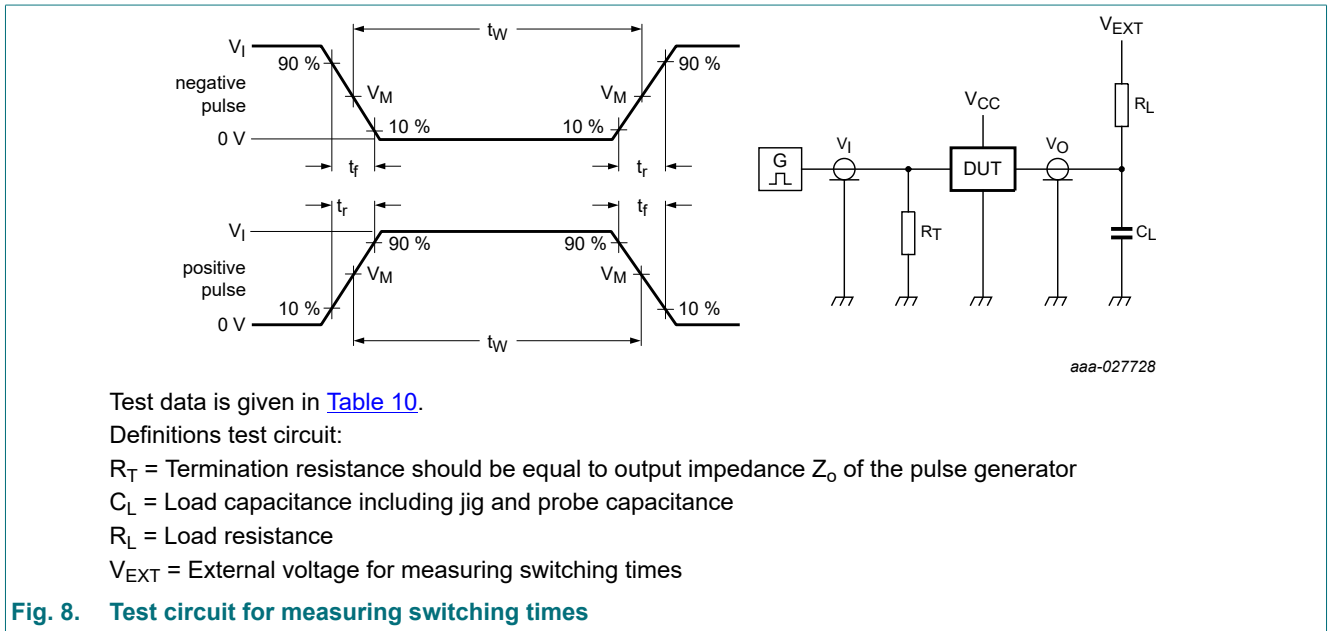 V_I
90 %
negative
pulse
V_M
10 %
0 V
t_f
t_W
V_M
90 %
10 %
t_r
t_r
V_I
90 %
positive
pulse
V_M
10 %
0 V
t_f
90 %
V_M
10 %
t_W
V_EXT
R_L
V_CC
G
V_I
DUT
V_O
R_T
C_L
aaa-027728
Test data is given in Table 10.
Definitions test circuit:
R_T = Termination resistance should be equal to output impedance Z_o of the pulse generator
C_L = Load capacitance including jig and probe capacitance
R_L = Load resistance
V_EXT = External voltage for measuring switching times
Fig. 8. Test circuit for measuring switching times